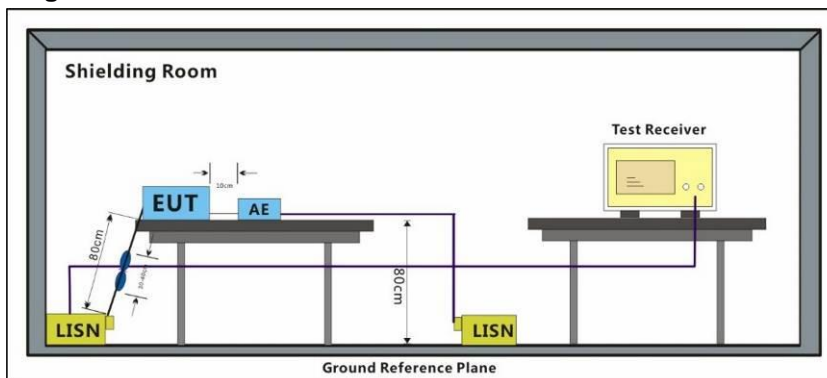 Shielding Room
Test Receiver
10cm
EUT
AE
80cm
80cm
LISN
LISN
Ground Reference Plane